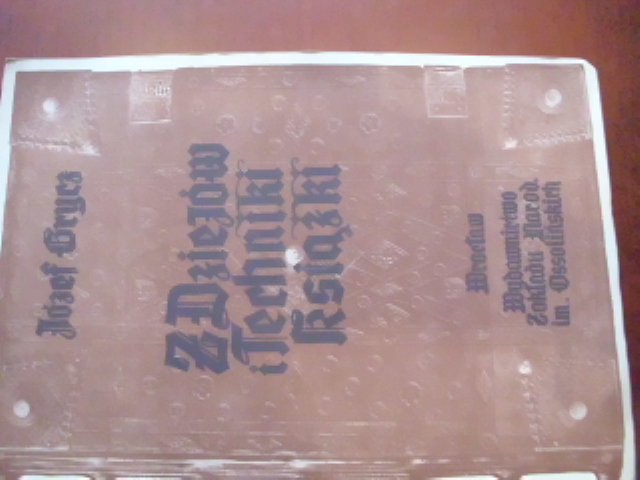 Józef Grycz
Z Dziejów
i Techniki
Książki
Wrocław
Wydawnictwo
Zakładu Narod.
im. Ossolińskich